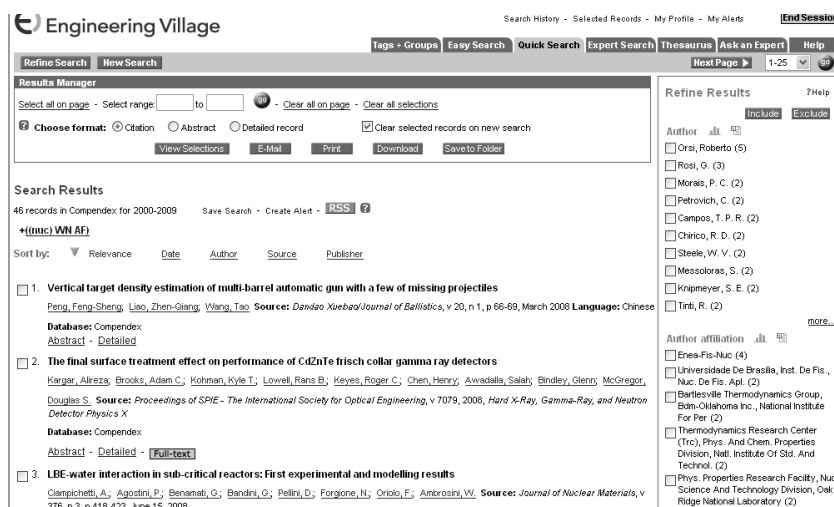 Engineering Village
Search History - Selected Records - My Profile - My Alerts End Session
Tags + Groups Easy Search Quick Search Expert Search Thesaurus Ask an Expert Help
Refine Search New Search Next Page 1-25 go
Results Manager
Select all on page - Select range: to go - Clear all on page - Clear all selections
? Choose format: Citation Abstract Detailed record Clear selected records on new search
View Selections E-Mail Print Download Save to Folder
Search Results
46 records in Compendex for 2000-2009 Save Search - Create Alert - RSS ?
+((nuc) WN AF)
Sort by: Relevance Date Author Source Publisher
1. Vertical target density estimation of multi-barrel automatic gun with a few of missing projectiles
Peng, Feng-Sheng; Liao, Zhen-Qiang; Wang, Tao Source: Dandao Xuebao/Journal of Ballistics, v 20, n 1, p 66-69, March 2008 Language: Chinese
Database: Compendex
Abstract - Detailed
2. The final surface treatment effect on performance of CdZnTe frisch collar gamma ray detectors
Kargar, Alireza; Brooks, Adam C.; Kohman, Kyle T.; Lowell, Rans B.; Keyes, Roger C.; Chen, Henry; Awadalla, Salah; Bindley, Glenn; McGregor,
Douglas S. Source: Proceedings of SPIE - The International Society for Optical Engineering, v 7079, 2008, Hard X-Ray, Gamma-Ray, and Neutron
Detector Physics X
Database: Compendex
Abstract - Detailed - Full-text
3. LBE-water interaction in sub-critical reactors: First experimental and modelling results
Ciampichetti, A.; Agostini, P.; Benamati, G.; Bandini, G.; Pellini, D.; Forgione, N.; Oriolo, F.; Ambrosini, W. Source: Journal of Nuclear Materials, v
376, n 3, p 418-423, June 15, 2008
Refine Results ?Help
Include Exclude
Author
Orsi, Roberto (5)
Rosi, G. (3)
Morais, P. C. (2)
Petrovich, C. (2)
Campos, T. P. R. (2)
Chirico, R. D. (2)
Steele, W. V. (2)
Messoloras, S. (2)
Knipmeyer, S. E. (2)
Tinti, R. (2)
more...
Author affiliation
Enea-Fis-Nuc (4)
Universidade De Brasilia, Inst. De Fis.,
Nuc. De Fis. Apl. (2)
Bartlesville Thermodynamics Group,
Bdm-Oklahoma Inc., National Institute
For Per (2)
Thermodynamics Research Center
(Trc), Phys. And Chem. Properties
Division, Natl. Institute Of Std. And
Technol. (2)
Phys. Properties Research Facility, Nuc
Science And Technology Division, Oak
Ridge National Laboratory (2)